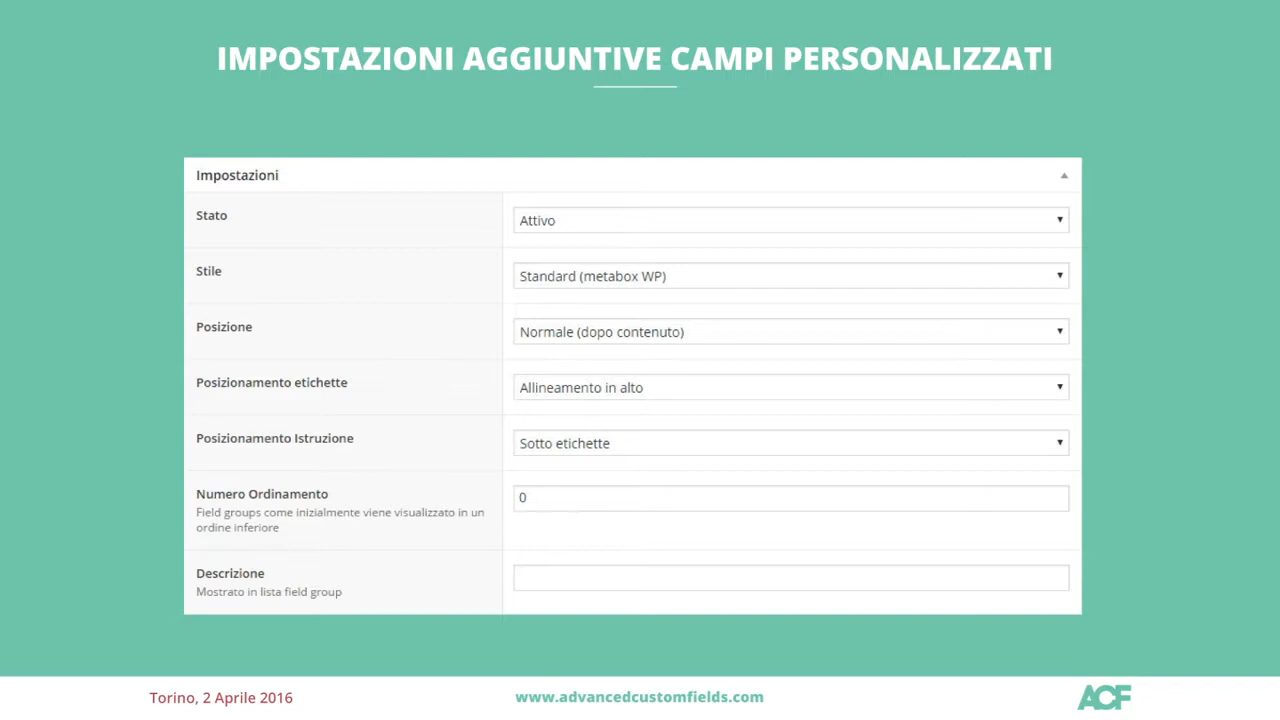 IMPOSTAZIONI AGGIUNTIVE CAMPI PERSONALIZZATI
Impostazioni
Stato
Attivo
Stile
Standard (metabox WP)
Posizione
Normale (dopo contenuto)
Posizionamento etichette
Allineamento in alto
Posizionamento Istruzione
Sotto etichette
Numero Ordinamento
0
Field groups come inizialmente viene visualizzato in un
ordine inferiore
Descrizione
Mostrato in lista field group
Torino, 2 Aprile 2016
www.advancedcustomfields.com
ACF